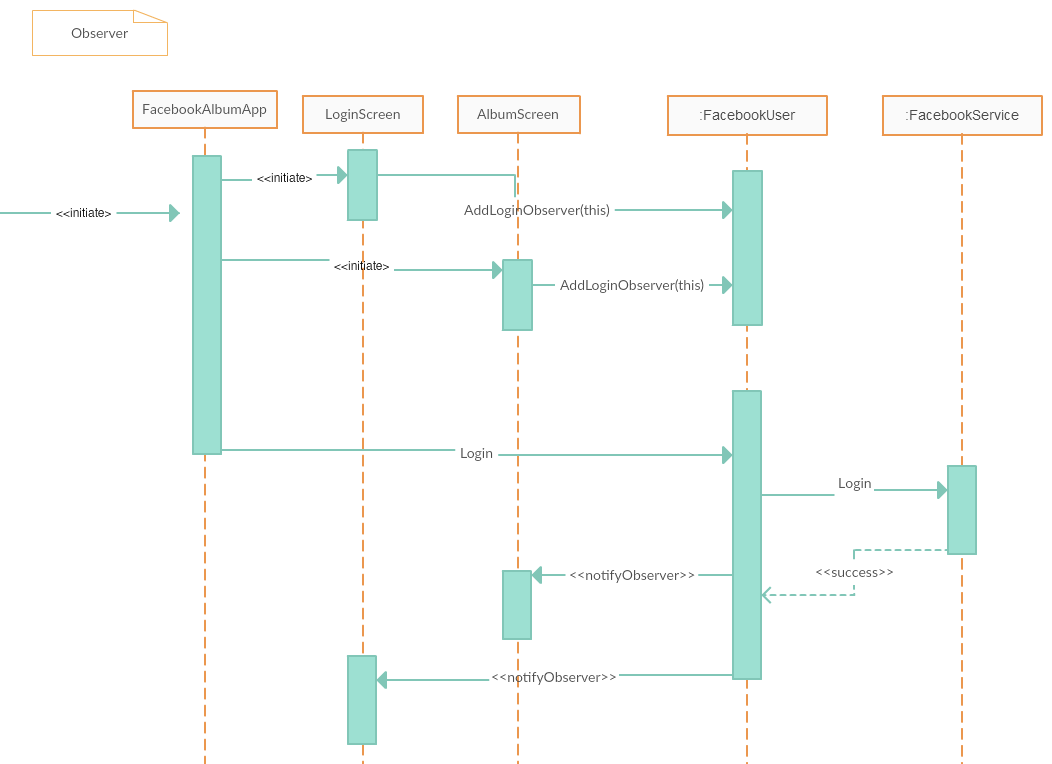 Observer
FacebookAlbumApp
LoginScreen
AlbumScreen
:FacebookUser
:FacebookService
<<initiate>
<<initiate>
AddLoginObserver(this)
<<initiate>
AddLoginObserver(this)
Login
Login
<<success>>
<<notifyObserver>>
<<notifyObserver>>